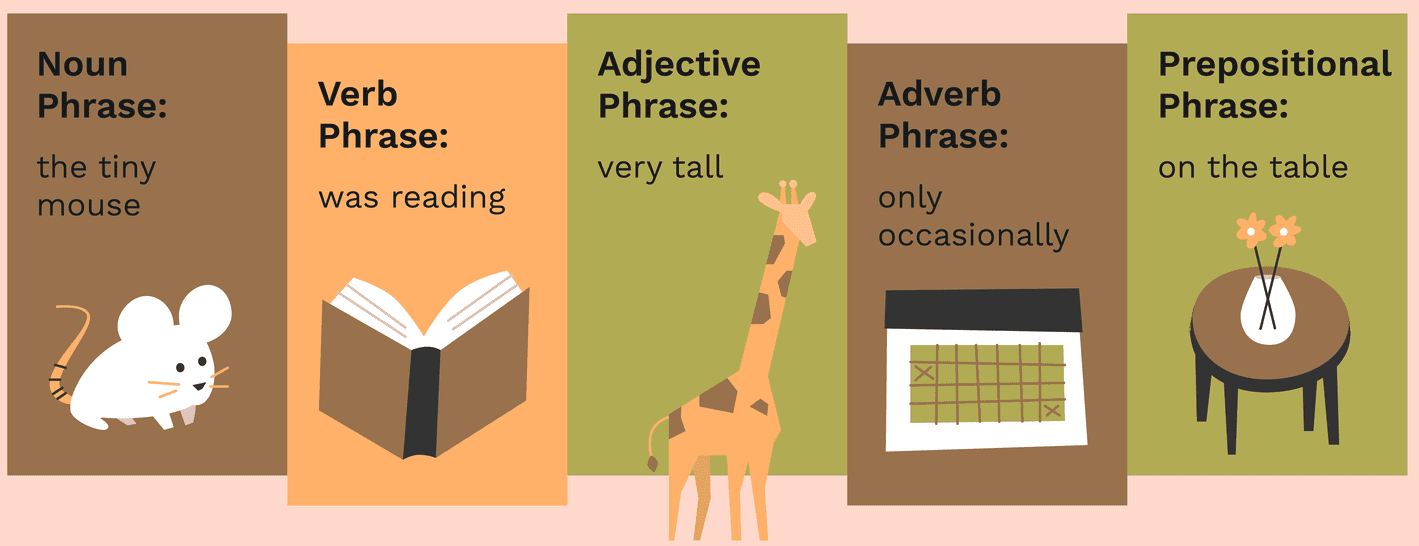 Noun
Phrase:
the tiny
mouse
Verb
Phrase:
was reading
Adjective
Phrase:
very tall
Adverb
Phrase:
only
occasionally
Prepositional
Phrase:
on the table